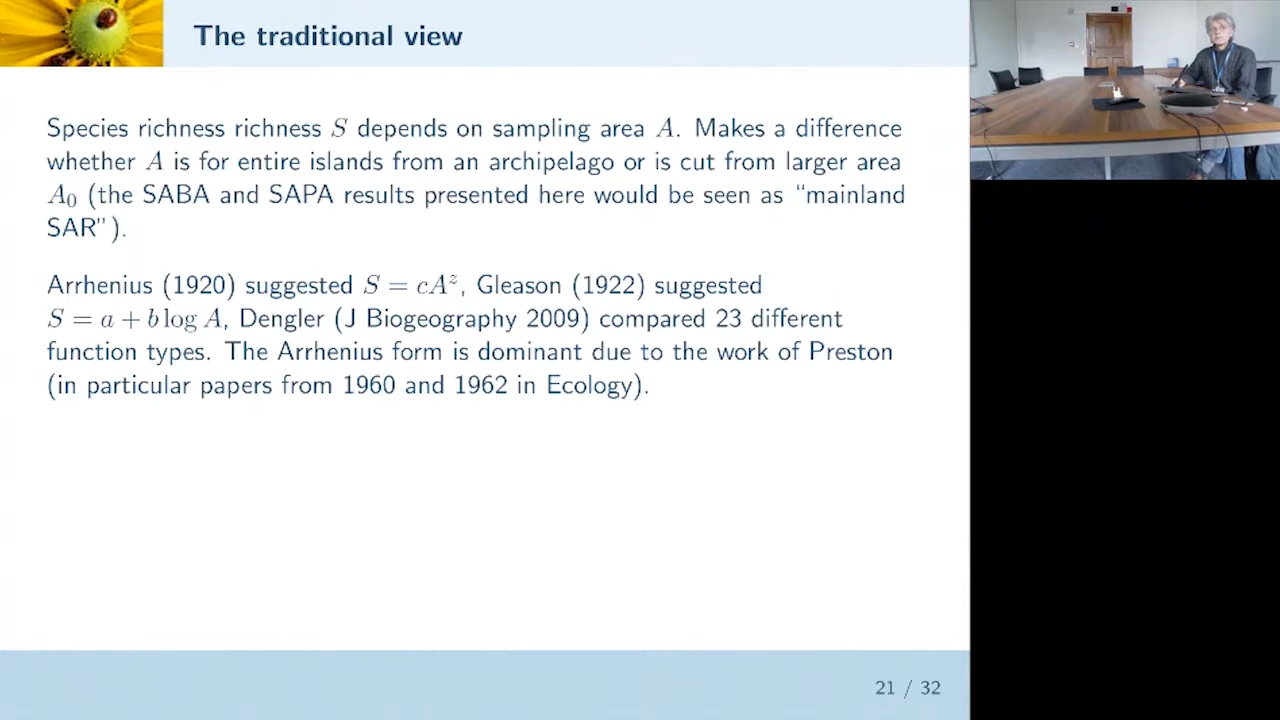 The traditional view
Species richness richness S depends on sampling area A. Makes a difference
whether A is for entire islands from an archipelago or is cut from larger area
A₀ (the SABA and SAPA results presented here would be seen as “mainland
SAR”).
Arrhenius (1920) suggested S = cAᶻ, Gleason (1922) suggested
S = a + b log A, Dengler (J Biogeography 2009) compared 23 different
function types. The Arrhenius form is dominant due to the work of Preston
(in particular papers from 1960 and 1962 in Ecology).
21 / 32